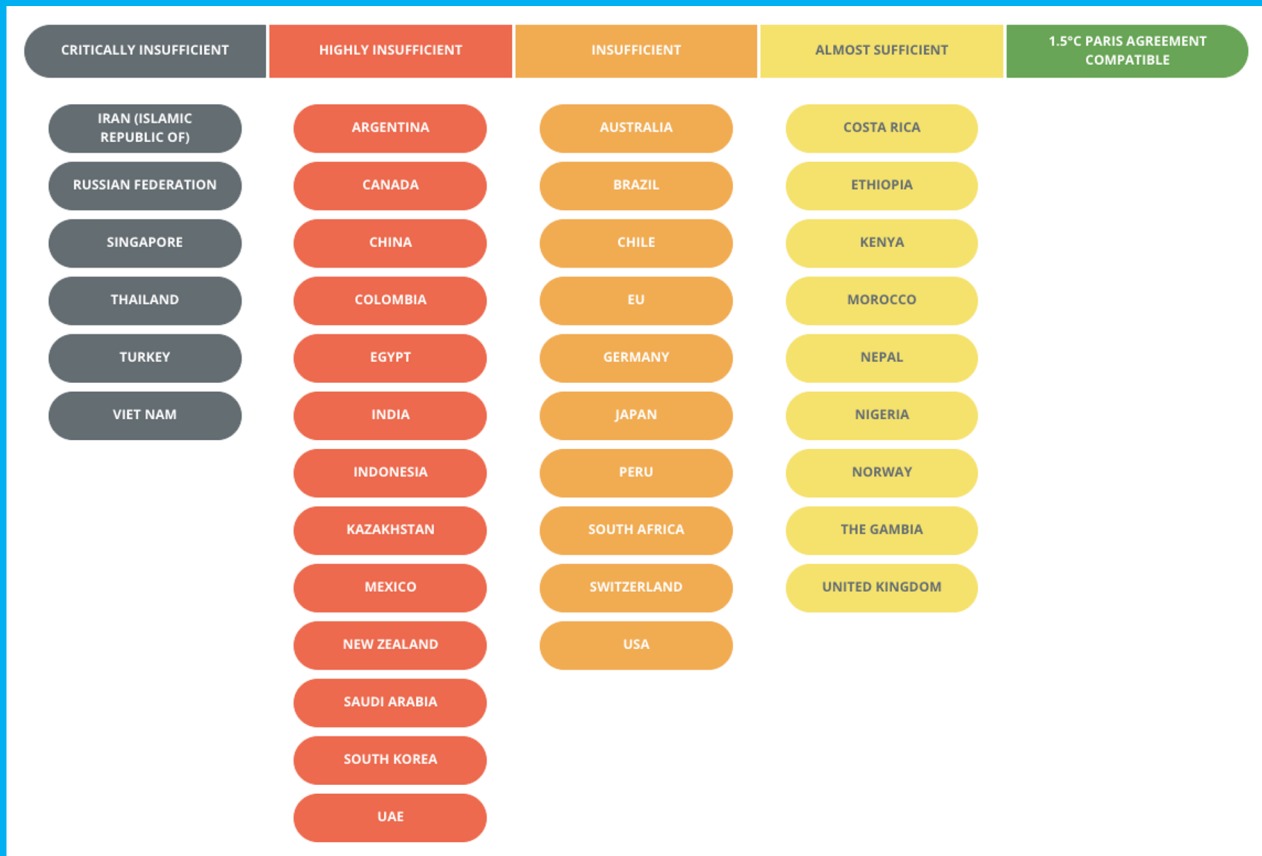 CRITICALLY INSUFFICIENT
HIGHLY INSUFFICIENT
INSUFFICIENT
ALMOST SUFFICIENT
1.5°C PARIS AGREEMENT
COMPATIBLE
IRAN (ISLAMIC
REPUBLIC OF)
RUSSIAN FEDERATION
SINGAPORE
THAILAND
TURKEY
VIET NAM
ARGENTINA
CANADA
CHINA
COLOMBIA
EGYPT
INDIA
INDONESIA
KAZAKHSTAN
MEXICO
NEW ZEALAND
SAUDI ARABIA
SOUTH KOREA
UAE
AUSTRALIA
BRAZIL
CHILE
EU
GERMANY
JAPAN
PERU
SOUTH AFRICA
SWITZERLAND
USA
COSTA RICA
ETHIOPIA
KENYA
MOROCCO
NEPAL
NIGERIA
NORWAY
THE GAMBIA
UNITED KINGDOM